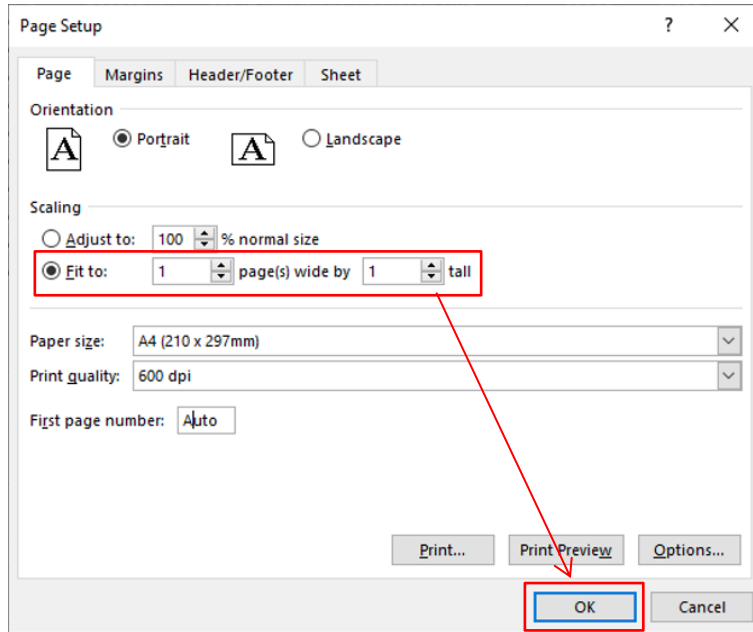 Page Setup ? ×
Page Margins Header/Footer Sheet
Orientation
A Portrait A Landscape
Scaling
Adjust to: 100 % normal size
Fit to: 1 page(s) wide by 1 tall
Paper size: A4 (210 x 297mm)
Print quality: 600 dpi
First page number: Auto
Print... Print Preview Options...
OK Cancel